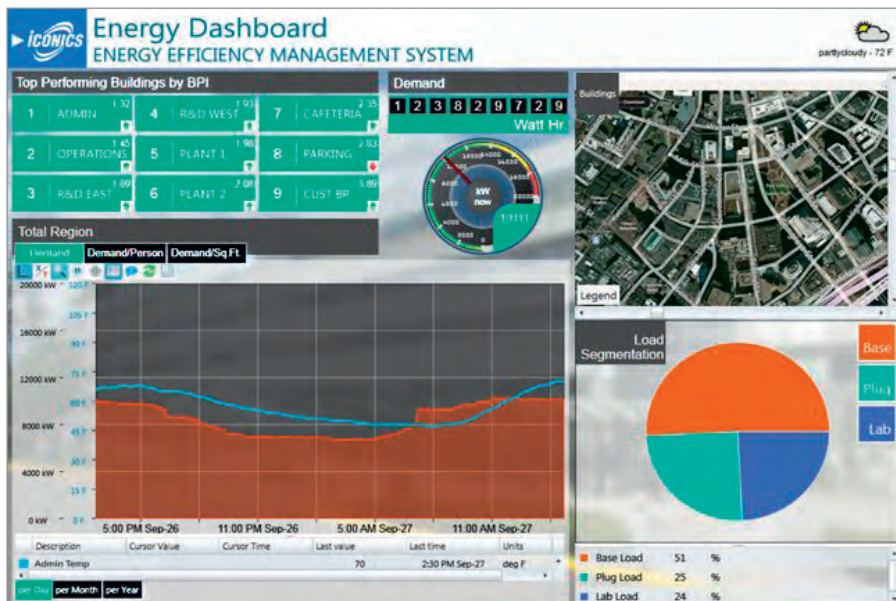 ICONICS
Energy Dashboard
ENERGY EFFICIENCY MANAGEMENT SYSTEM
partlycloudy - 72 F
Top Performing Buildings by BPI
1 ADMIN 1.32
4 R&D WEST 1.93
7 CAFETERIA 2.35
2 OPERATIONS 1.45
5 PLANT 1 1.98
8 PARKING 2.83
3 R&D EAST 1.69
6 PLANT 2 2.08
9 CUST BR 3.89
Demand
1 2 3 8 2 9 7 2 9
Watt Hr
kW
now
Buildings
Legend
Total Region
Demand Demand/Person Demand/Sq Ft.
20000 kW 120 F
105 F
16000 kW 90 F
12000 kW 75 F
60 F
8000 kW 45 F
4000 kW
15 F
0 kW 0 F
5:00 PM Sep-26 11:00 PM Sep-26 5:00 AM Sep-27 11:00 AM Sep-27
Description Cursor Value Cursor Time Last value Last time Units
Admin Temp 70 2:30 PM Sep-27 deg F
per Day per Month per Year
Load
Segmentation
Base
Plug
Lab
Base Load 51 %
Plug Load 25 %
Lab Load 24 %